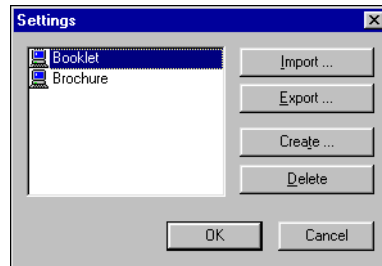 Settings
Booklet
Brochure
Import ...
Export ...
Create ...
Delete
OK
Cancel